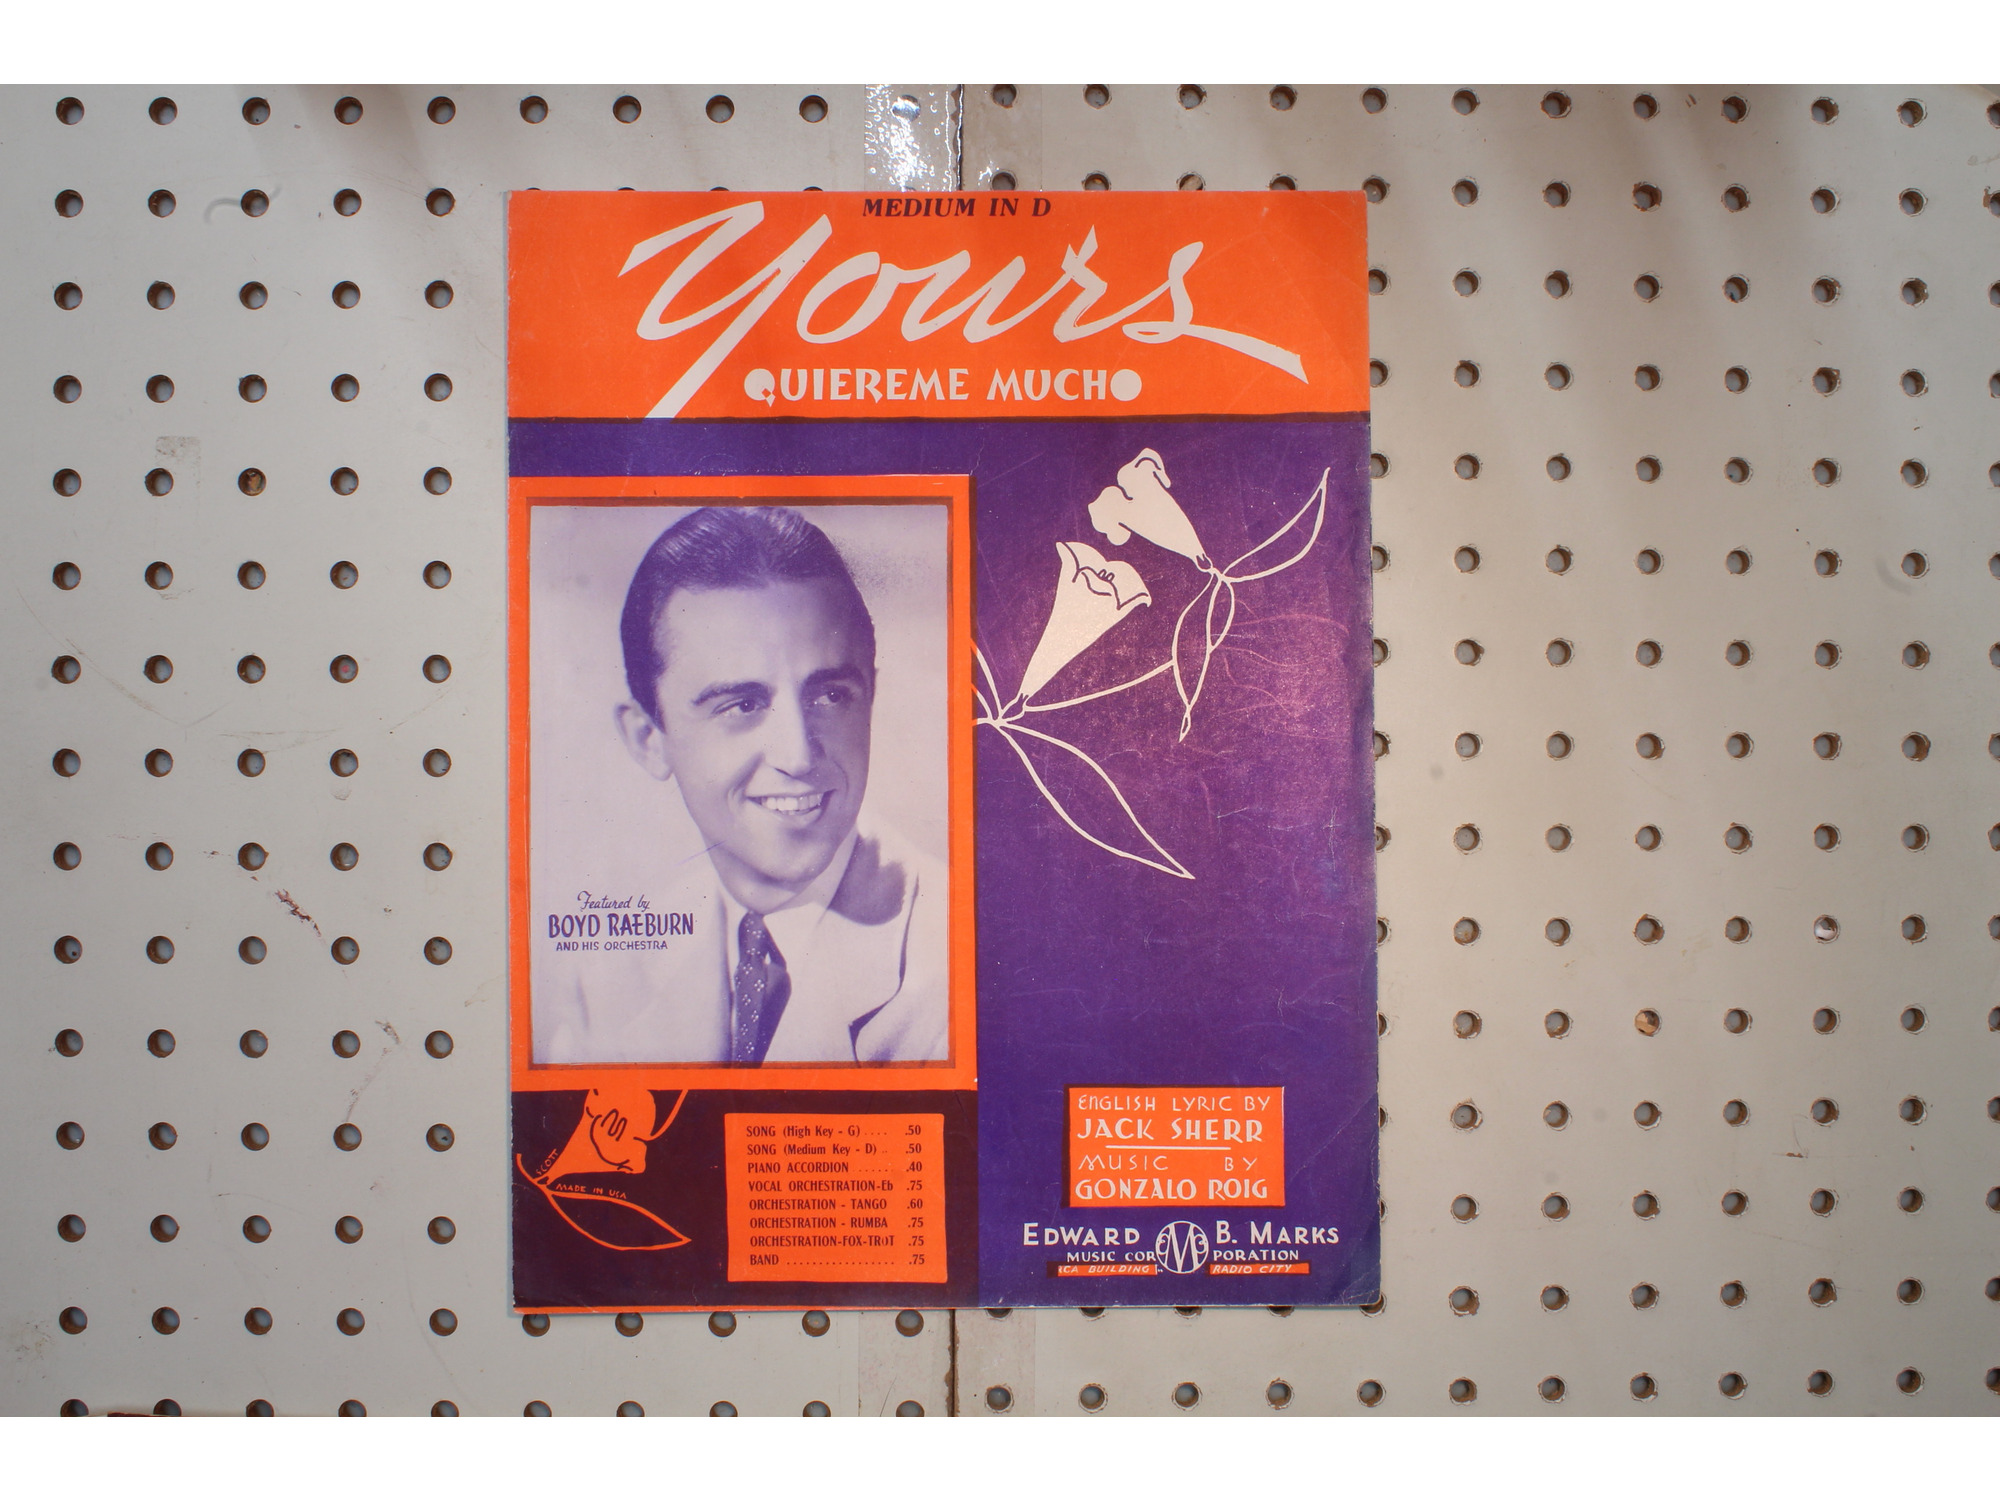 MEDIUM IN D
Yours
QUIEREME MUCHO
Featured by
BOYD RAEBURN
AND HIS ORCHESTRA
SCOTT
MADE IN USA
SONG (High Key - G) .... .50
SONG (Medium Key - D) .. .50
PIANO ACCORDION ...... .40
VOCAL ORCHESTRATION-Eb .75
ORCHESTRATION - TANGO .60
ORCHESTRATION - RUMBA .75
ORCHESTRATION-FOX-TROT .75
BAND ................. .75
ENGLISH LYRIC BY
JACK SHERR
MUSIC BY
GONZALO ROIG
EDWARD B. MARKS
MUSIC CORPORATION
RCA BUILDING .. RADIO CITY